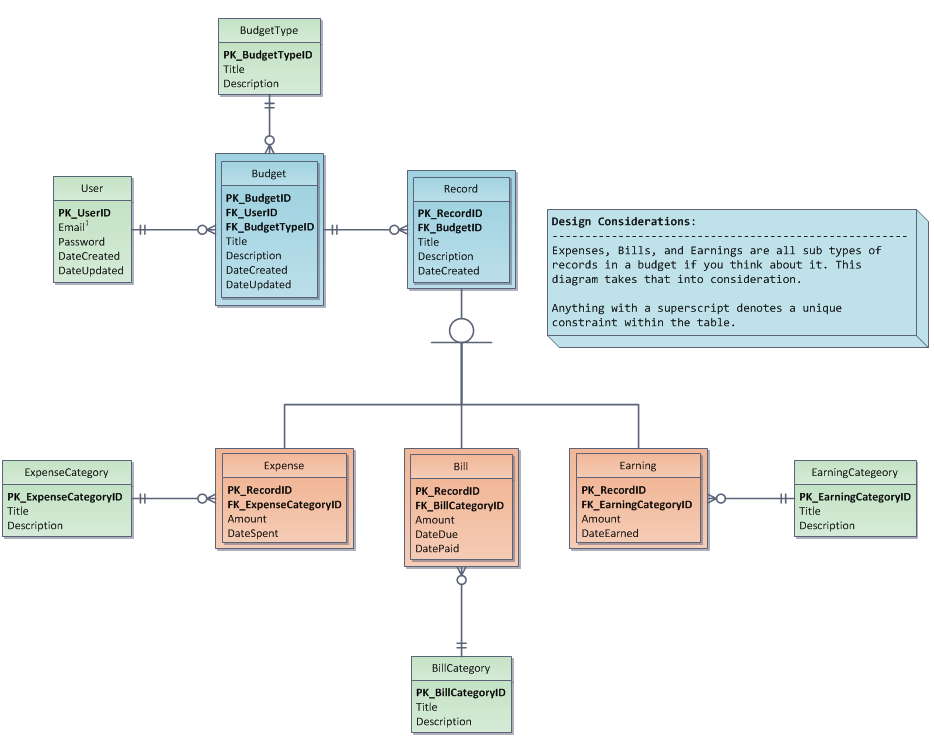 BudgetType
PK_BudgetTypeID
Title
Description
User
PK_UserID
Email¹
Password
DateCreated
DateUpdated
Budget
PK_BudgetID
FK_UserID
FK_BudgetTypeID
Title
Description
DateCreated
DateUpdated
Record
PK_RecordID
FK_BudgetID
Title
Description
DateCreated
Design Considerations:
--------------------------------------------------
Expenses, Bills, and Earnings are all sub types of
records in a budget if you think about it. This
diagram takes that into consideration.
Anything with a superscript denotes a unique
constraint within the table.
ExpenseCategory
PK_ExpenseCategoryID
Title
Description
Expense
PK_RecordID
FK_ExpenseCategoryID
Amount
DateSpent
Bill
PK_RecordID
FK_BillCategoryID
Amount
DateDue
DatePaid
Earning
PK_RecordID
FK_EarningCategoryID
Amount
DateEarned
EarningCategeory
PK_EarningCategoryID
Title
Description
BillCategory
PK_BillCategoryID
Title
Description